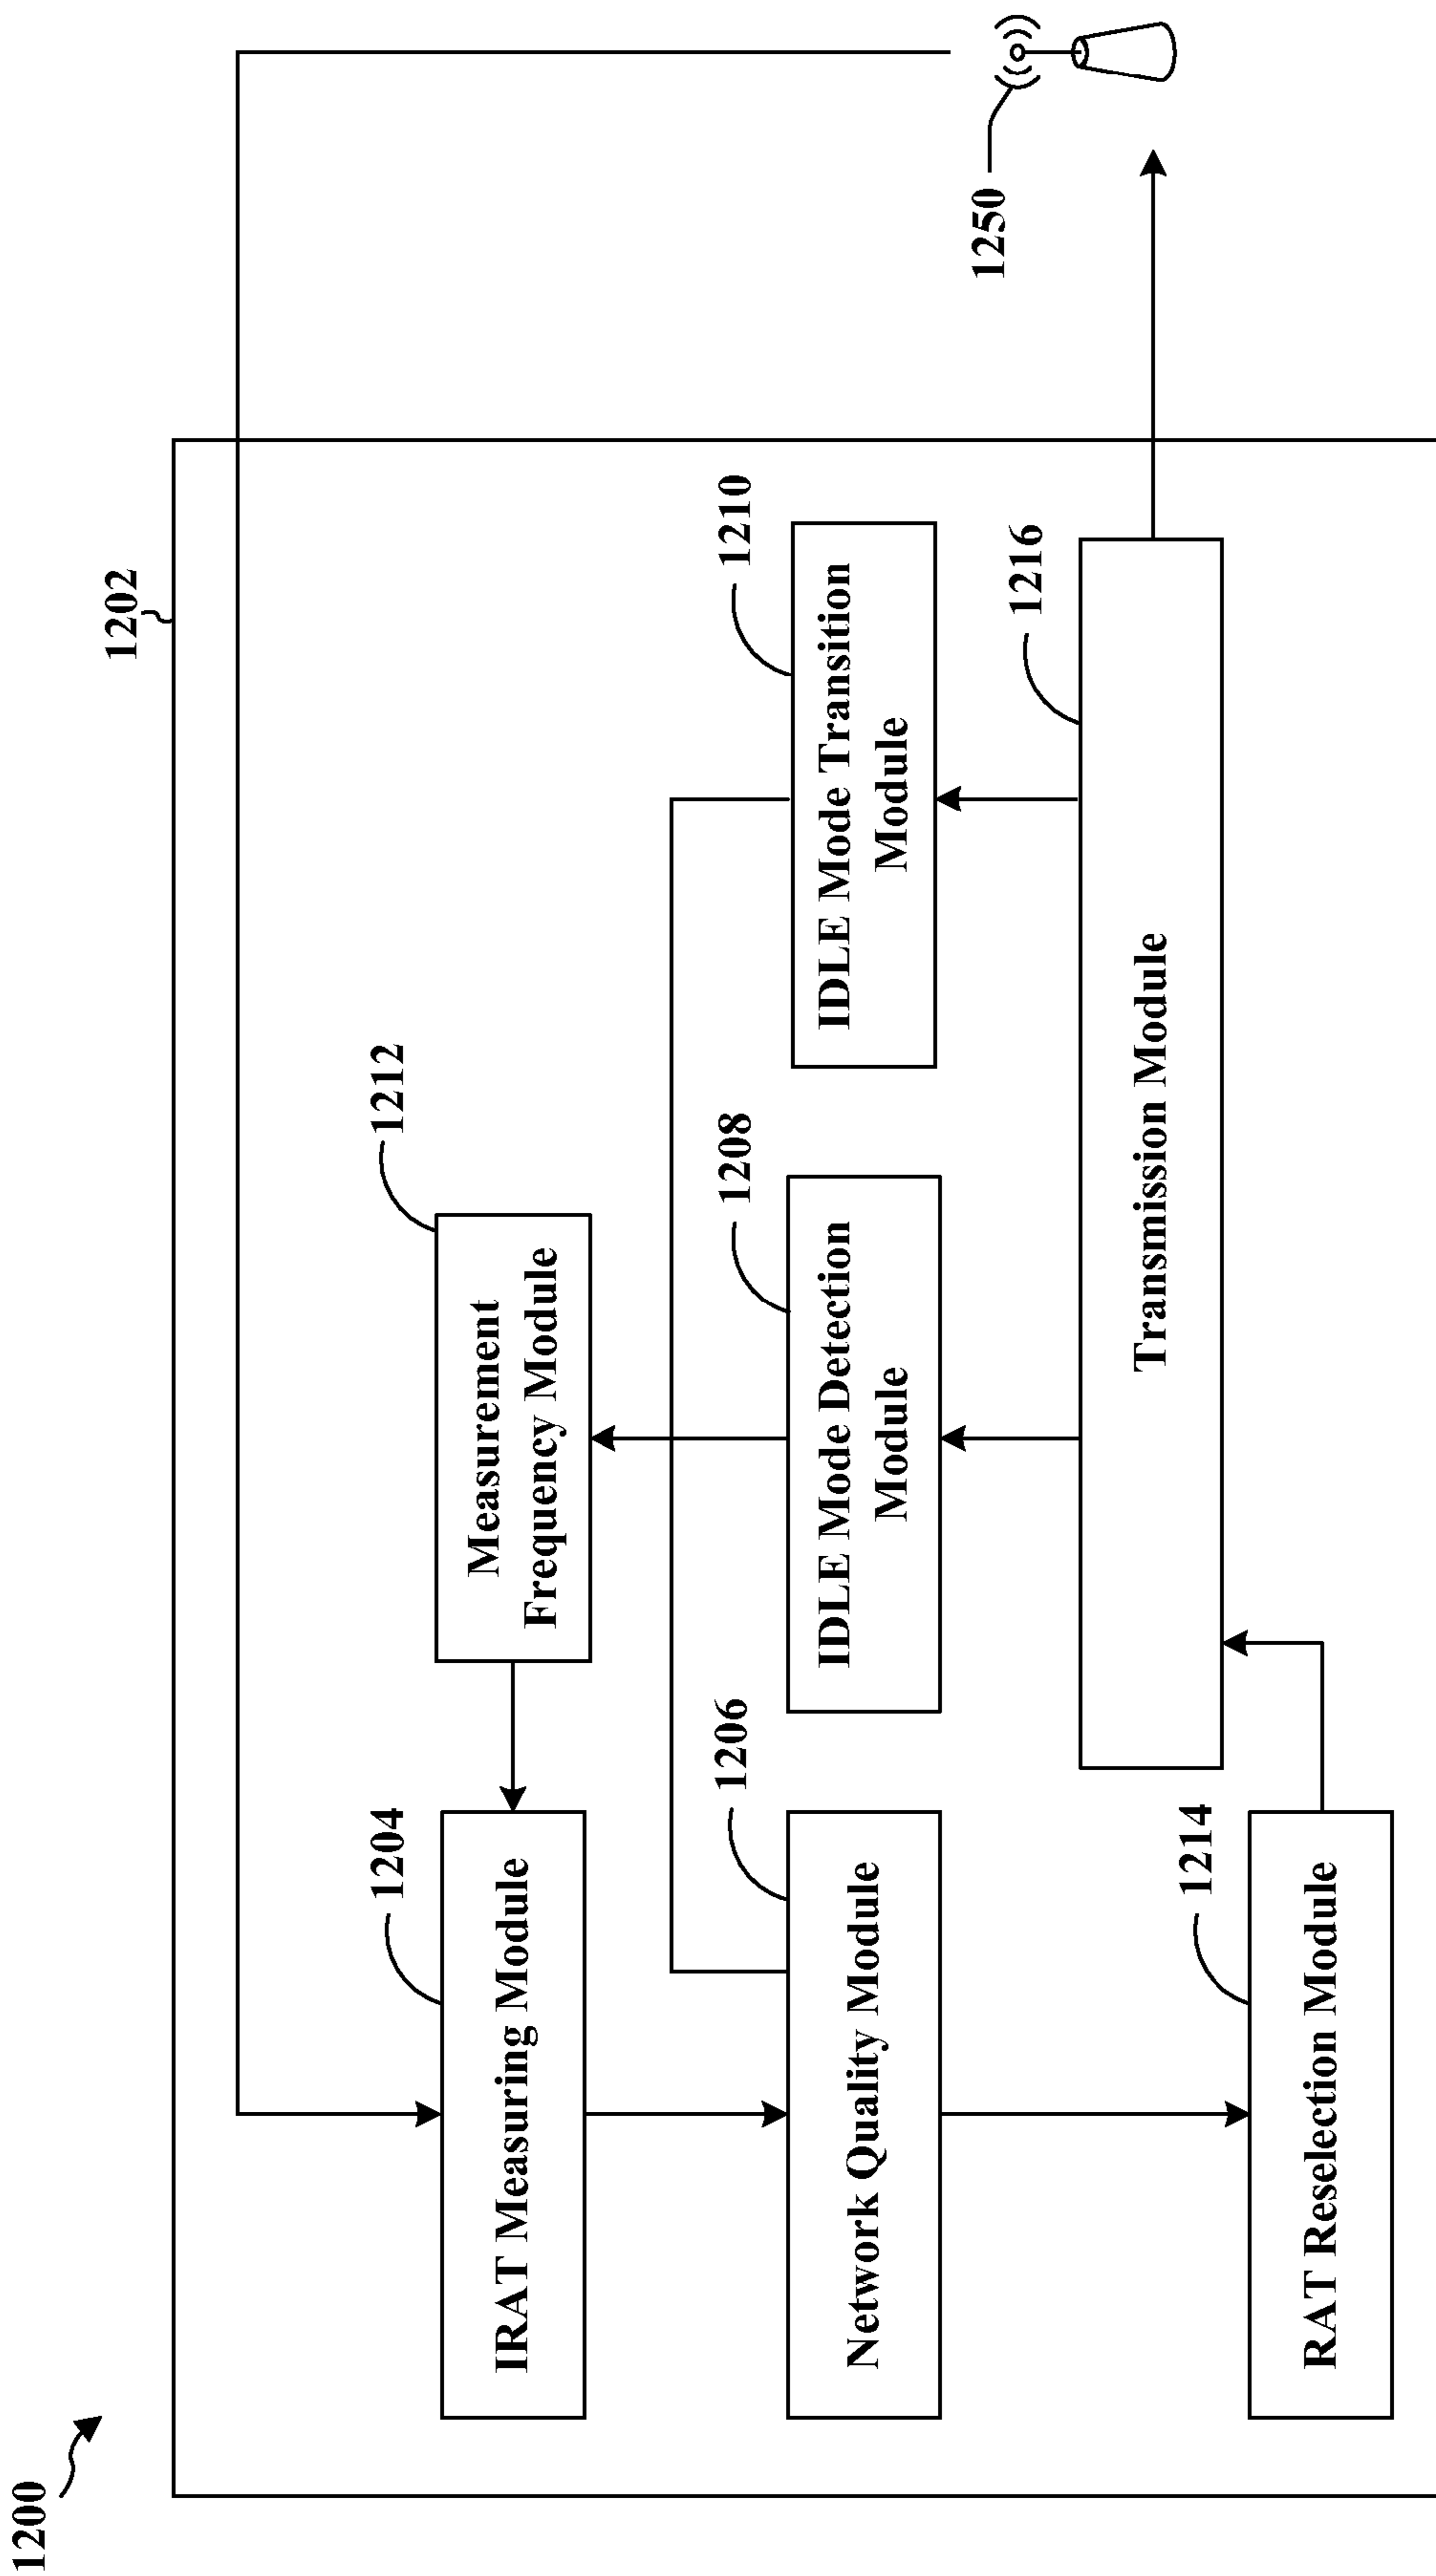 1200
1202
1204
IRAT Measuring Module
1212
Measurement
Frequency Module
1206
Network Quality Module
1208
IDLE Mode Detection
Module
1210
IDLE Mode Transition
Module
1214
RAT Reselection Module
1216
Transmission Module
1250